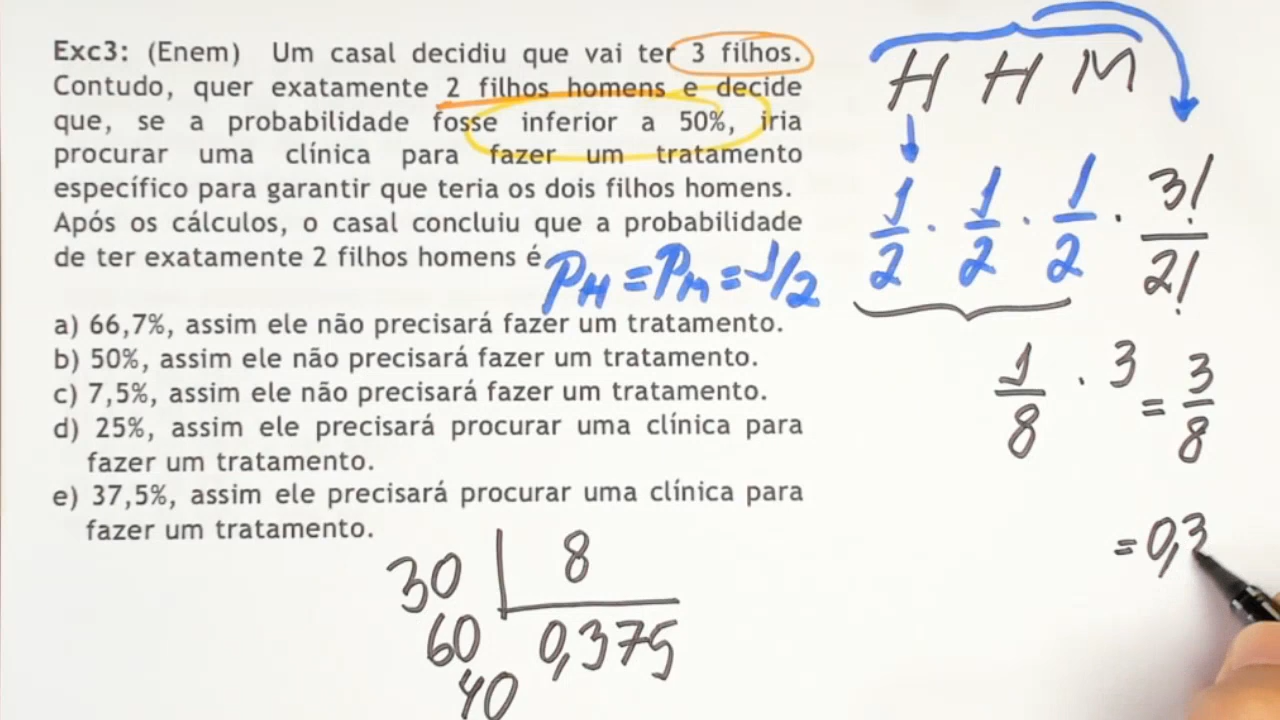 Exc3: (Enem) Um casal decidiu que vai ter 3 filhos.
Contudo, quer exatamente 2 filhos homens e decide
que, se a probabilidade fosse inferior a 50%, iria
procurar uma clínica para fazer um tratamento
específico para garantir que teria os dois filhos homens.
Após os cálculos, o casal concluiu que a probabilidade
de ter exatamente 2 filhos homens é
PH = PM = 1/2
a) 66,7%, assim ele não precisará fazer um tratamento.
b) 50%, assim ele não precisará fazer um tratamento.
c) 7,5%, assim ele não precisará fazer um tratamento.
d) 25%, assim ele precisará procurar uma clínica para
fazer um tratamento.
e) 37,5%, assim ele precisará procurar uma clínica para
fazer um tratamento.
30 | 8
60 0,375
40
H H M
1/2 · 1/2 · 1/2 · 3!/2!
1/8 · 3 = 3/8
= 0,3